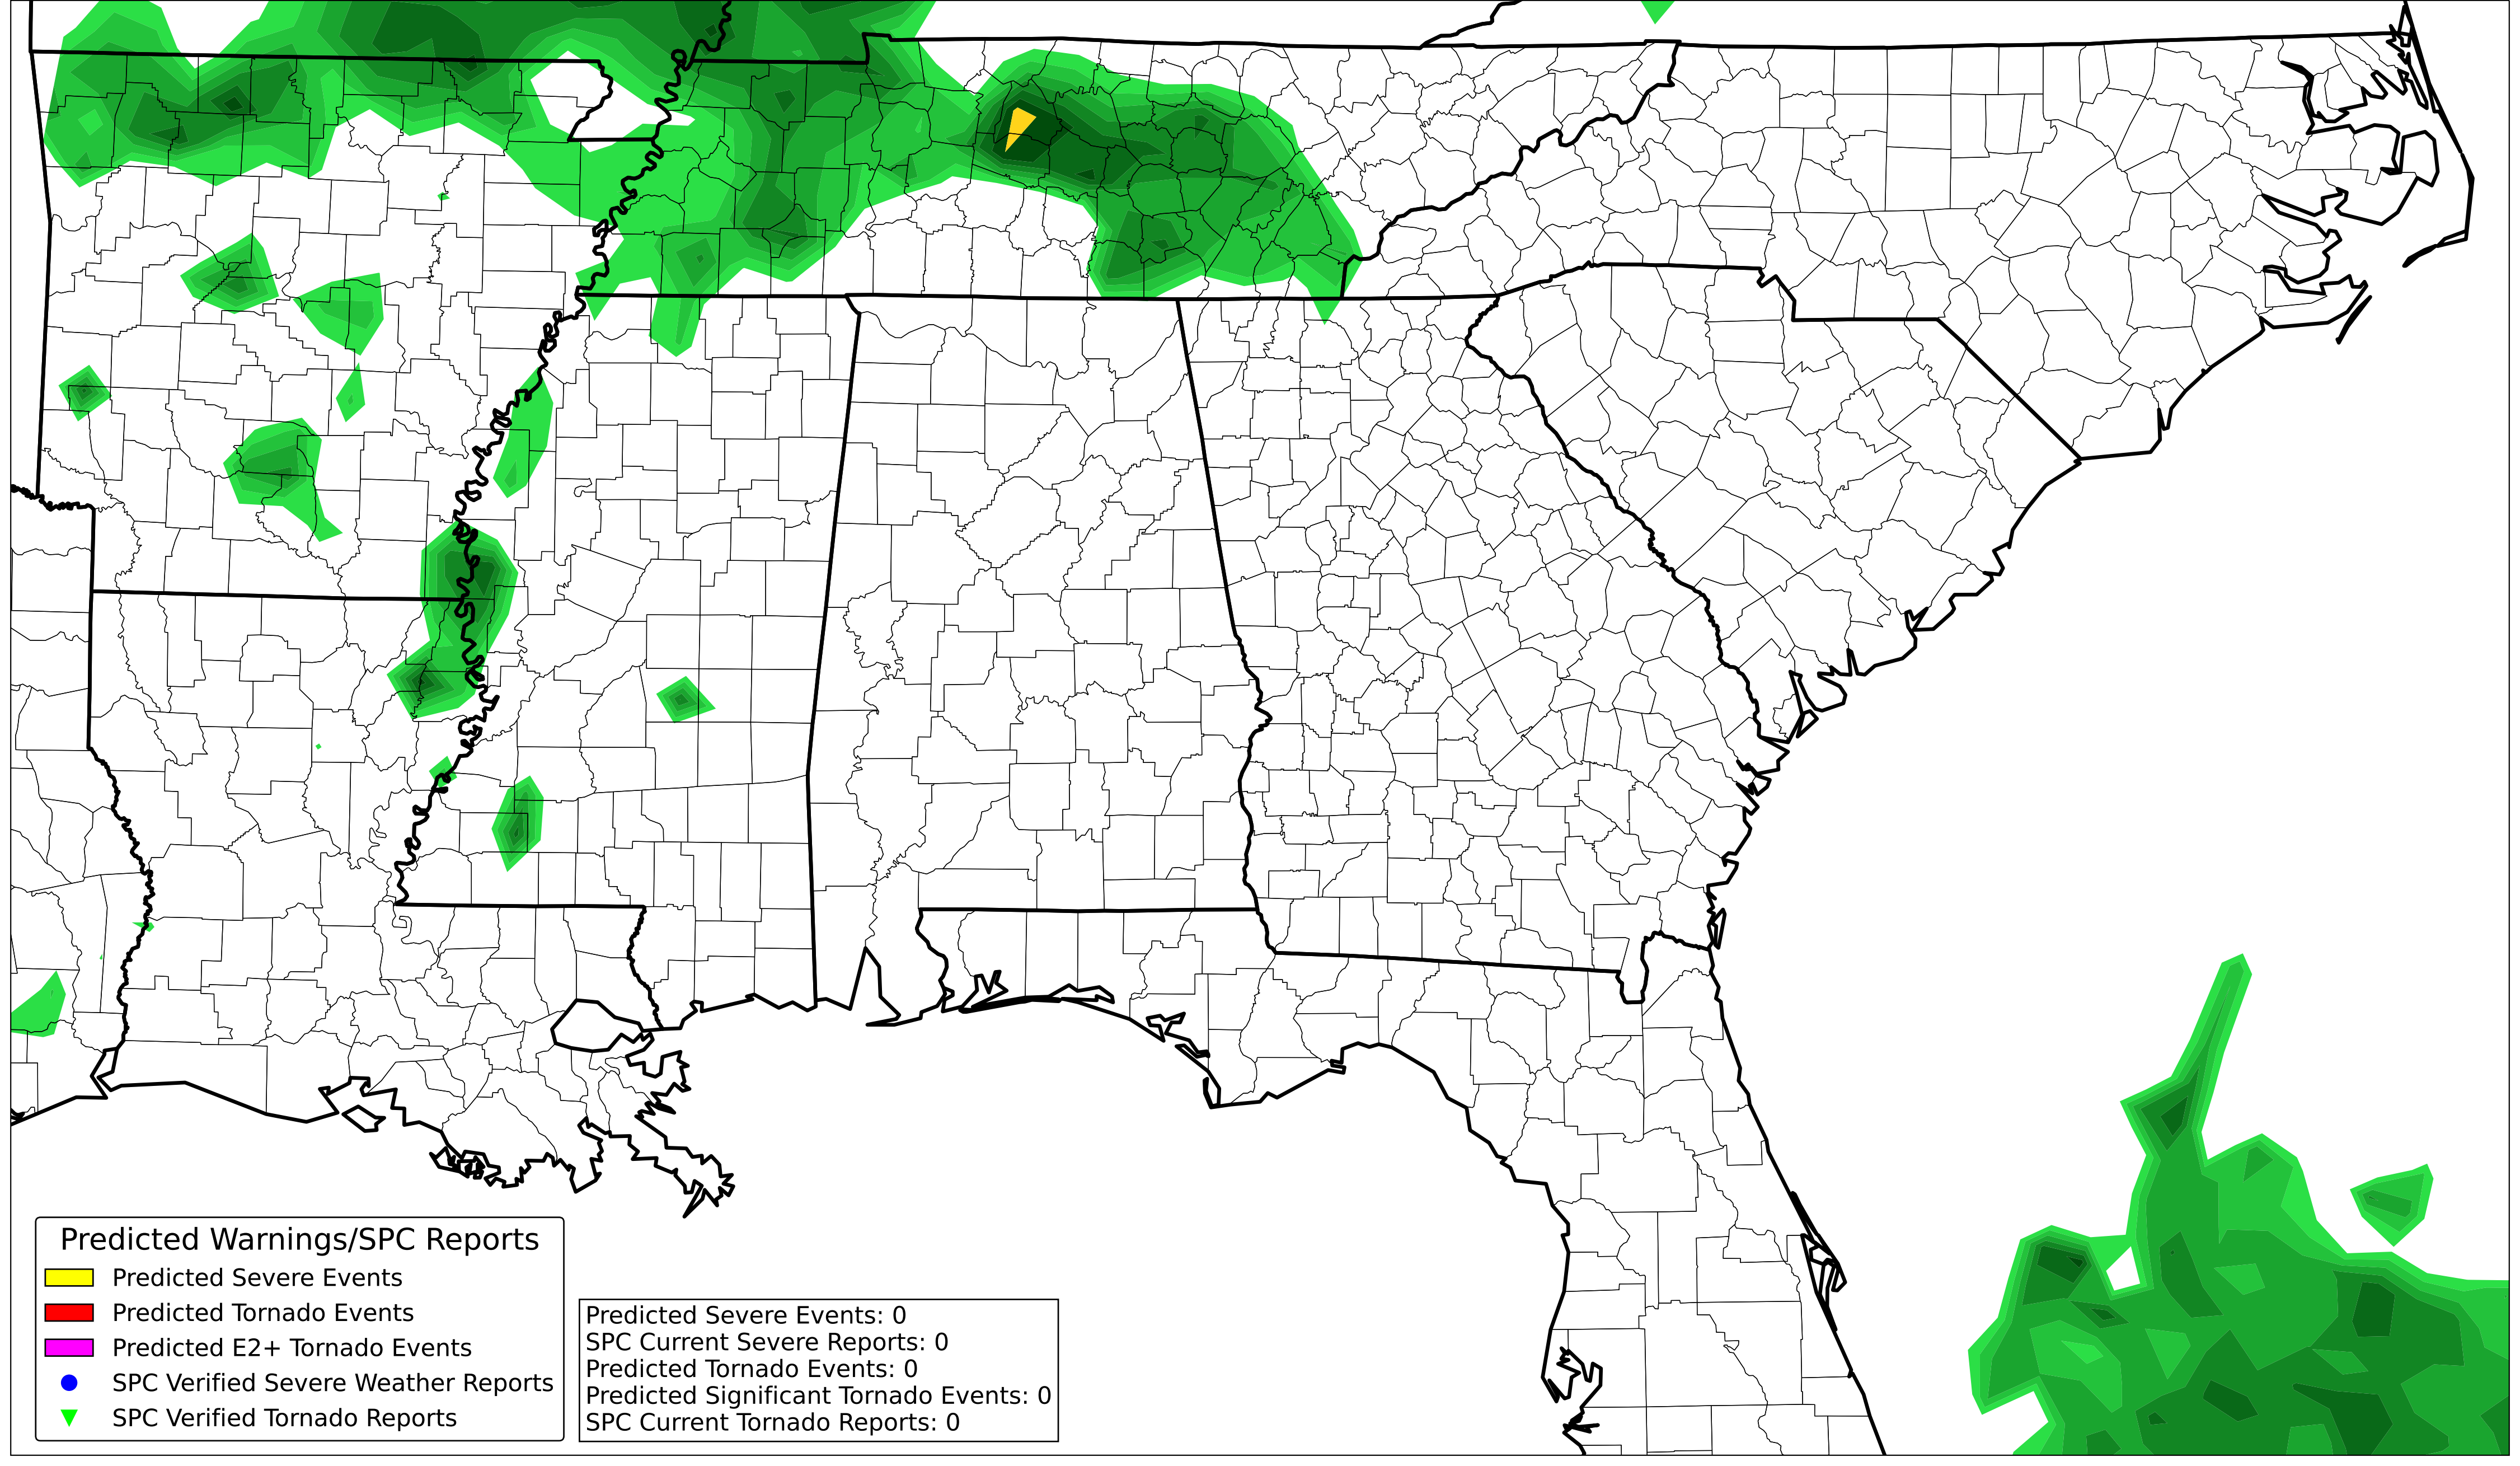 Predicted Warnings/SPC Reports
Predicted Severe Events
Predicted Tornado Events
Predicted E2+ Tornado Events
SPC Verified Severe Weather Reports
SPC Verified Tornado Reports
Predicted Severe Events: 0
SPC Current Severe Reports: 0
Predicted Tornado Events: 0
Predicted Significant Tornado Events: 0
SPC Current Tornado Reports: 0